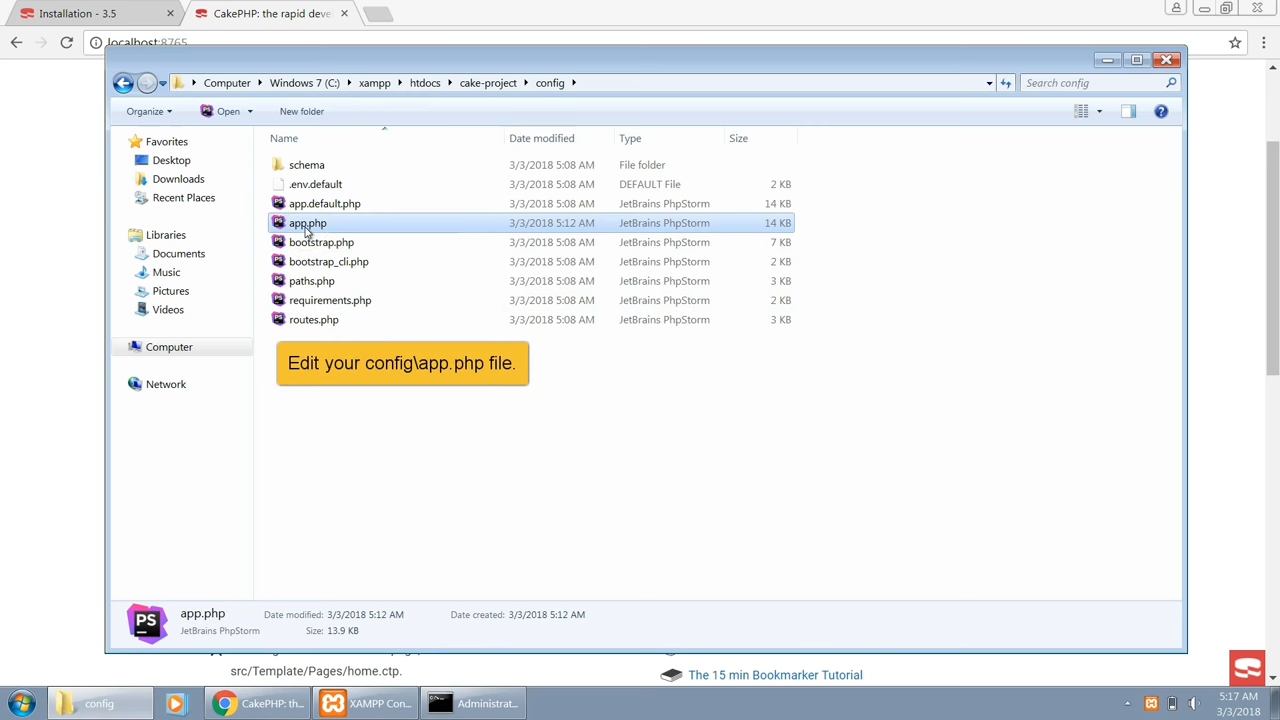 Installation - 3.5
CakePHP: the rapid deve
localhost:8765
Computer
Windows 7 (C:)
xampp
htdocs
cake-project
config
Search config
Organize
Open
New folder
Name
Date modified
Type
Size
Favorites
Desktop
Downloads
Recent Places
Libraries
Documents
Music
Pictures
Videos
Computer
Network
schema 3/3/2018 5:08 AM File folder
.env.default 3/3/2018 5:08 AM DEFAULT File 2 KB
app.default.php 3/3/2018 5:08 AM JetBrains PhpStorm 14 KB
app.php 3/3/2018 5:12 AM JetBrains PhpStorm 14 KB
bootstrap.php 3/3/2018 5:08 AM JetBrains PhpStorm 7 KB
bootstrap_cli.php 3/3/2018 5:08 AM JetBrains PhpStorm 2 KB
paths.php 3/3/2018 5:08 AM JetBrains PhpStorm 3 KB
requirements.php 3/3/2018 5:08 AM JetBrains PhpStorm 2 KB
routes.php 3/3/2018 5:08 AM JetBrains PhpStorm 3 KB
Edit your config\app.php file.
PS
app.php Date modified: 3/3/2018 5:12 AM Date created: 3/3/2018 5:12 AM
JetBrains PhpStorm Size: 13.9 KB
src/Template/Pages/home.ctp.
The 15 min Bookmarker Tutorial
config
CakePHP: th...
XAMPP Con...
Administrat...
5:17 AM
3/3/2018